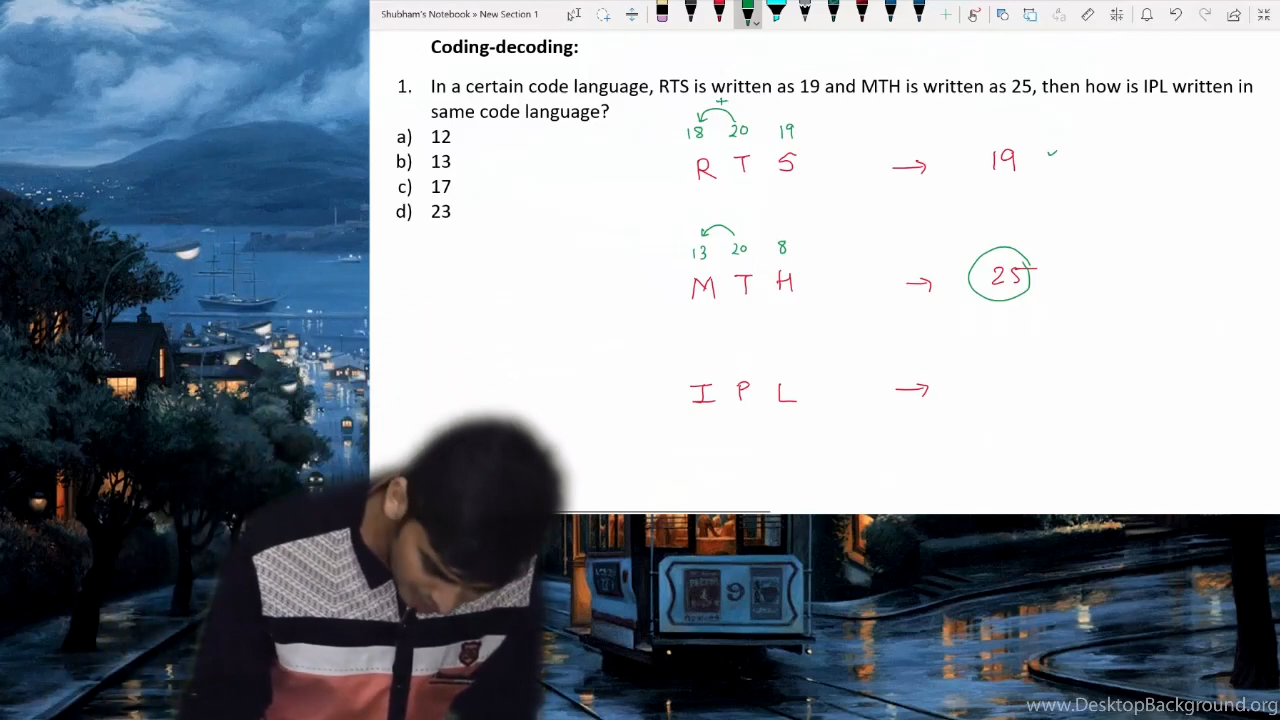 Shubham's Notebook » New Section 1
Coding-decoding:
1. In a certain code language, RTS is written as 19 and MTH is written as 25, then how is IPL written in
same code language?
a) 12
b) 13
c) 17
d) 23
+
18 20 19
R T S → 19
13 20 8
M T H → 25
I P L →
9
www.DesktopBackground.org